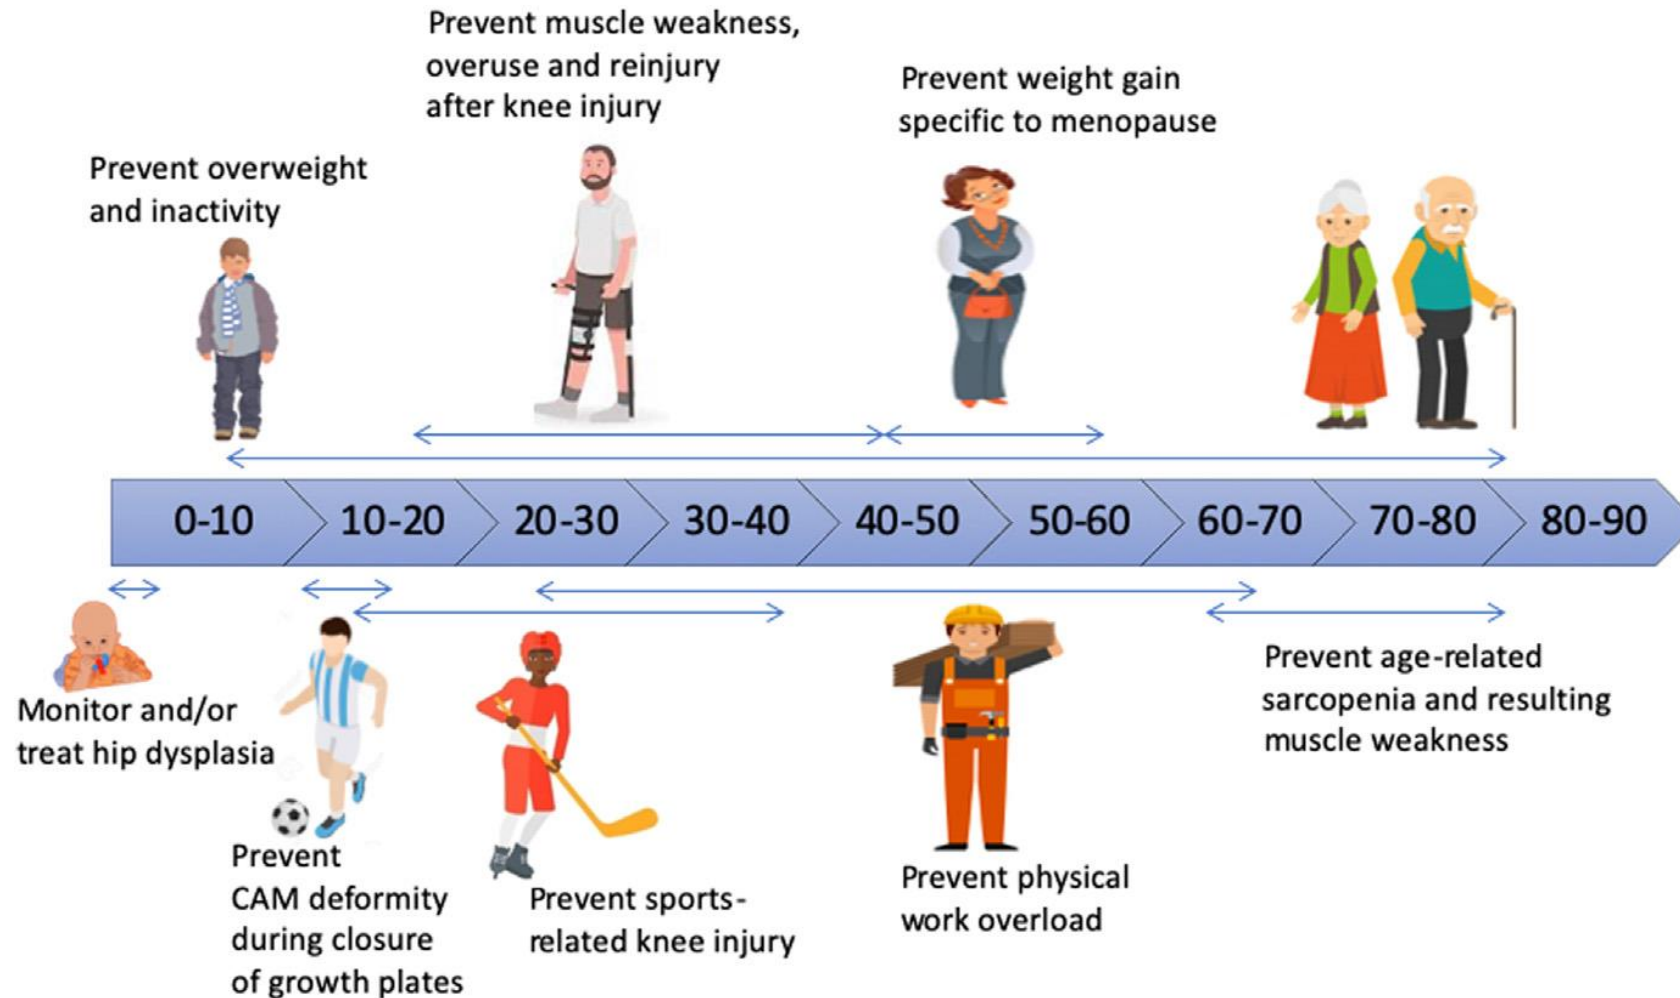 Prevent muscle weakness,
overuse and reinjury
after knee injury
Prevent weight gain
specific to menopause
Prevent overweight
and inactivity
0-10
10-20
20-30
30-40
40-50
50-60
60-70
70-80
80-90
Monitor and/or
treat hip dysplasia
Prevent
CAM deformity
during closure
of growth plates
Prevent sports-
related knee injury
Prevent physical
work overload
Prevent age-related
sarcopenia and resulting
muscle weakness